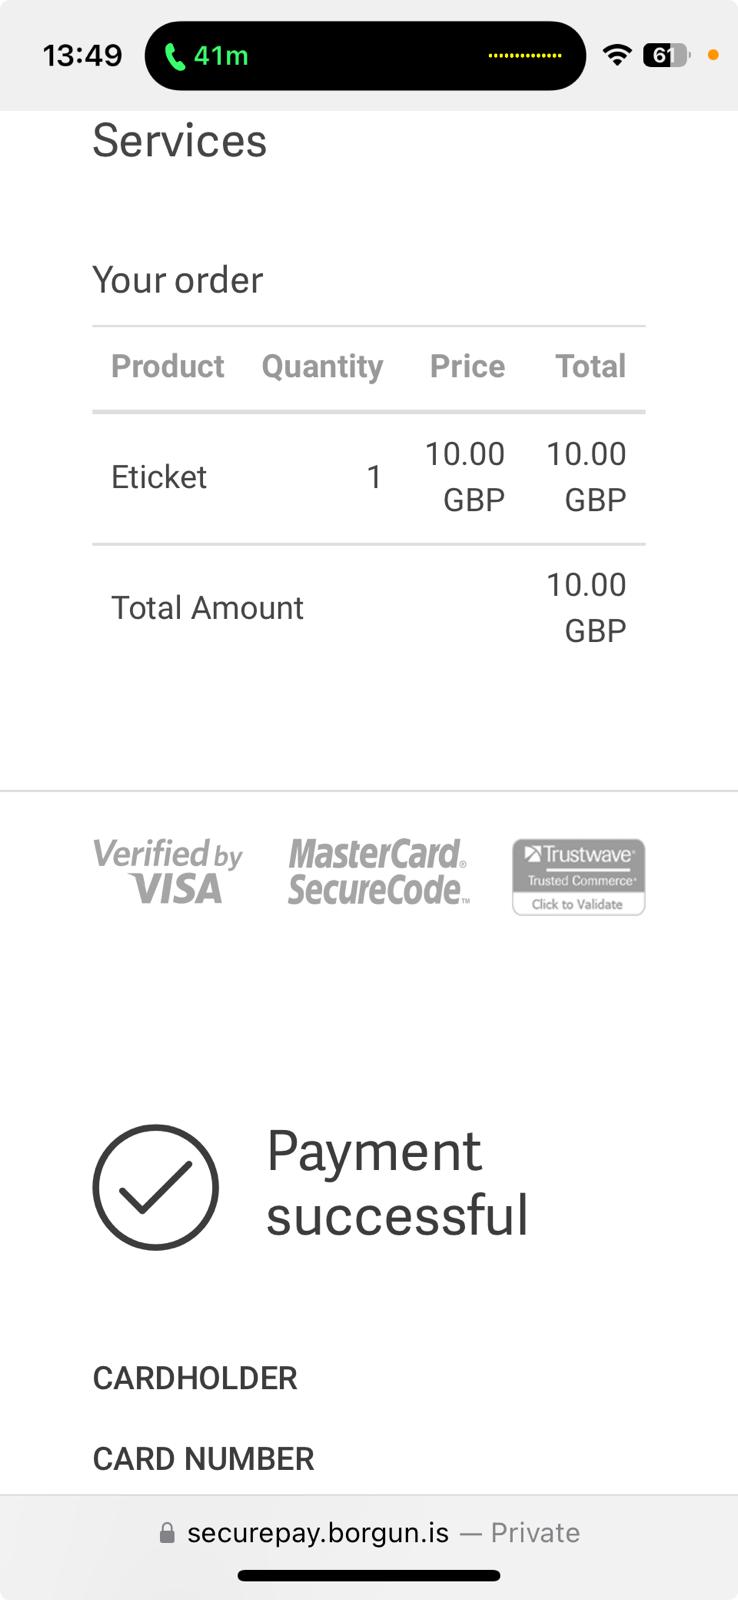 13:49 41m 61
Services
Your order
Product Quantity Price Total
Eticket 1 10.00 GBP 10.00 GBP
Total Amount 10.00 GBP
Verified by VISA
MasterCard® SecureCode™
Trustwave®
Trusted Commerce
Click to Validate
Payment
successful
CARDHOLDER
CARD NUMBER
securepay.borgun.is — Private